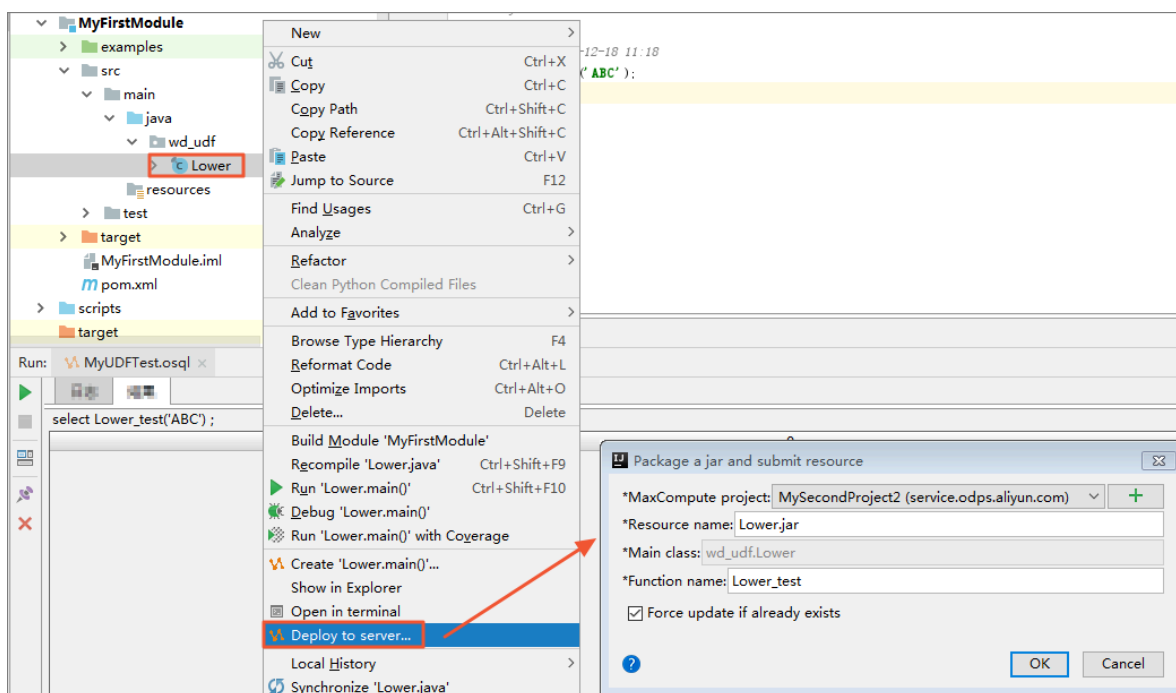 MyFirstModule
examples
src
main
java
wd_udf
Lower
resources
test
target
MyFirstModule.iml
pom.xml
scripts
target
-12-18 11:18
('ABC');
New
Cut Ctrl+X
Copy Ctrl+C
Copy Path Ctrl+Shift+C
Copy Reference Ctrl+Alt+Shift+C
Paste Ctrl+V
Jump to Source F12
Find Usages Ctrl+G
Analyze
Refactor
Clean Python Compiled Files
Add to Favorites
Browse Type Hierarchy F4
Reformat Code Ctrl+Alt+L
Optimize Imports Ctrl+Alt+O
Delete... Delete
Build Module 'MyFirstModule'
Recompile 'Lower.java' Ctrl+Shift+F9
Run 'Lower.main()' Ctrl+Shift+F10
Debug 'Lower.main()'
Run 'Lower.main()' with Coverage
Create 'Lower.main()'...
Show in Explorer
Open in terminal
Deploy to server...
Local History
Synchronize 'Lower.java'
Run: MyUDFTest.osql
select Lower_test('ABC') ;
Package a jar and submit resource
*MaxCompute project: MySecondProject2 (service.odps.aliyun.com)
*Resource name: Lower.jar
*Main class: wd_udf.Lower
*Function name: Lower_test
Force update if already exists
OK Cancel